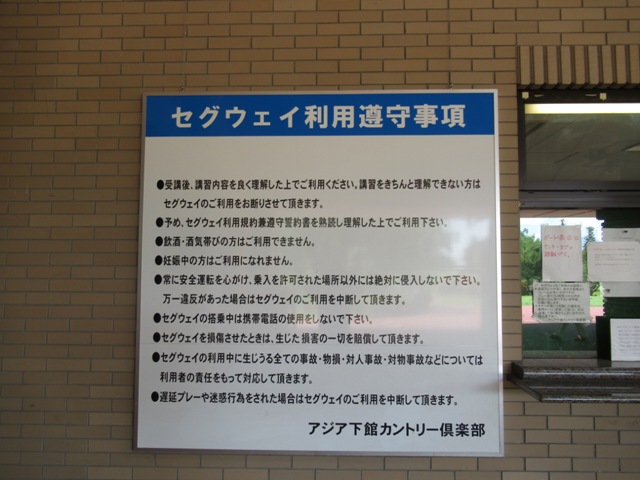 セグウェイ利用遵守事項
●受講後、講習内容を良く理解した上でご利用ください。講習をきちんと理解できない方は
セグウェイのご利用をお断りさせて頂きます。
●予め、セグウェイ利用規約兼遵守誓約書を熟読し理解した上でご利用下さい。
●飲酒・酒気帯びの方はご利用できません。
●妊娠中の方はご利用になれません。
●常に安全運転を心がけ、乗入を許可された場所以外には絶対に侵入しないで下さい。
万一違反があった場合はセグウェイのご利用を中断して頂きます。
●セグウェイの搭乗中は携帯電話の使用をしないで下さい。
●セグウェイを損傷させたときは、生じた損害の一切を賠償して頂きます。
●セグウェイの利用中に生じうる全ての事故・物損・対人事故・対物事故などについては
利用者の責任をもって対応して頂きます。
●遅延プレーや迷惑行為をされた場合はセグウェイのご利用を中断して頂きます。
アジア下館カントリー倶楽部